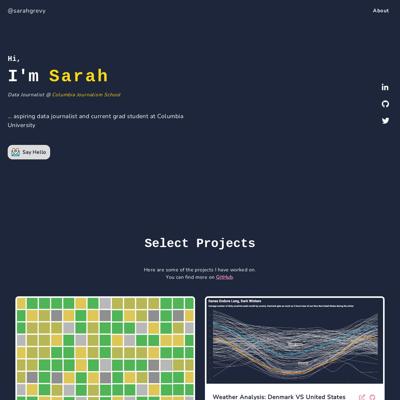 @sarahgrevy
About
Hi,
I'm Sarah
Data Journalist @ Columbia Journalism School
... aspiring data journalist and current grad student at Columbia
University
Say Hello
Select Projects
Here are some of the projects I have worked on.
You can find more on GitHub.
Danes Endure Long, Dark Winters
Weather Analysis: Denmark VS United States